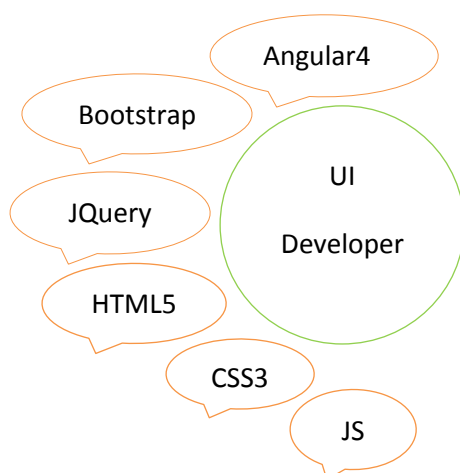 Angular4
Bootstrap
UI
Developer
JQuery
HTML5
CSS3
JS